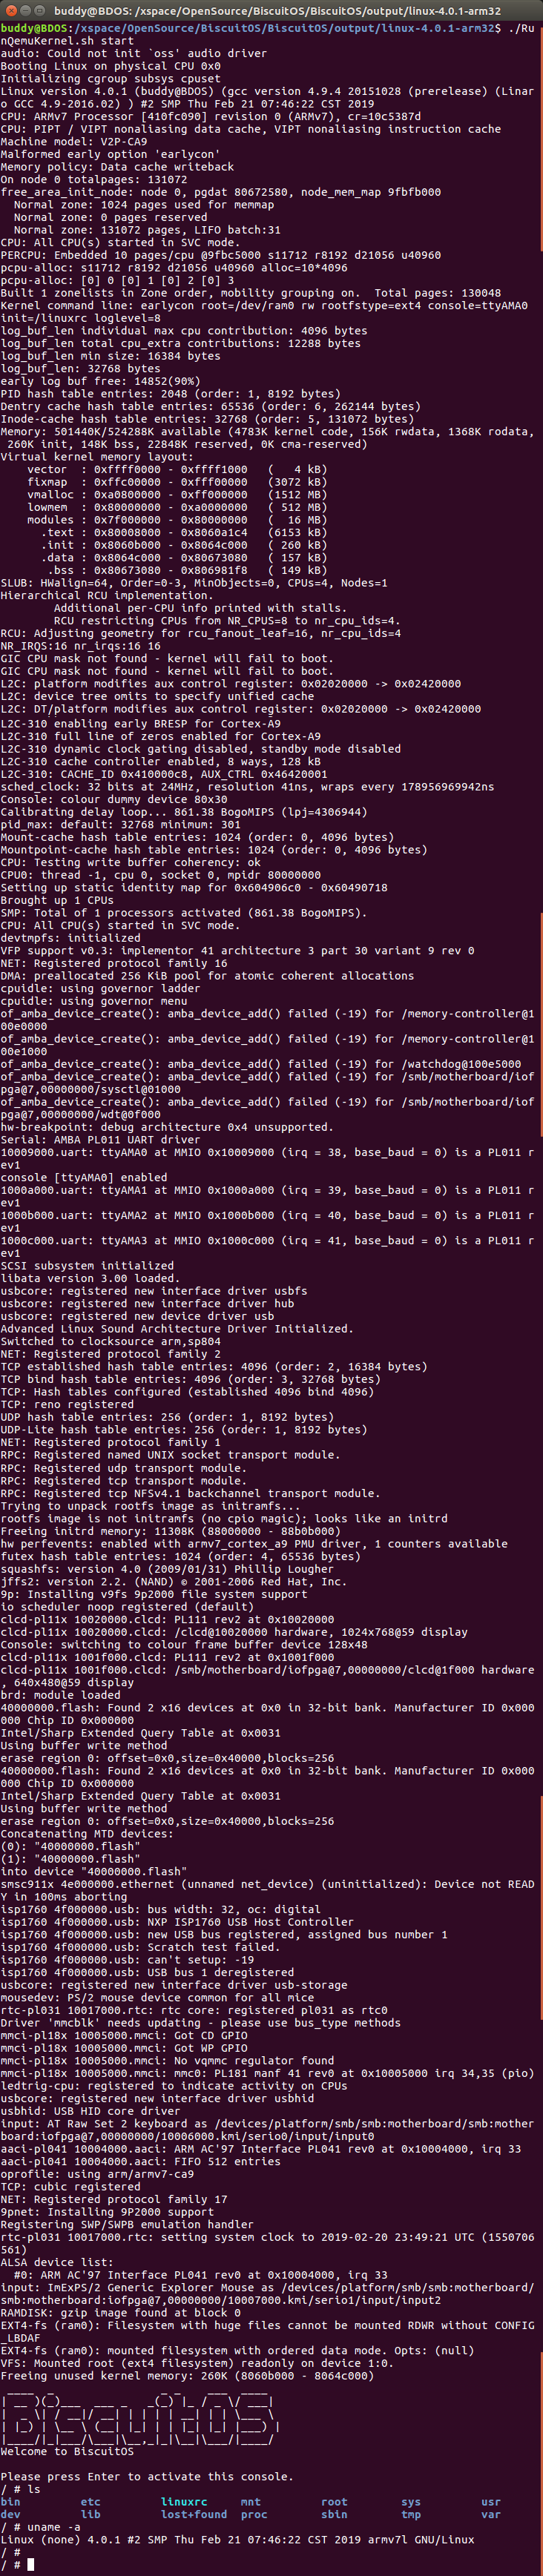 buddy@BDOS: /xspace/OpenSource/BiscuitOS/BiscuitOS/output/linux-4.0.1-arm32
buddy@BDOS:/xspace/OpenSource/BiscuitOS/BiscuitOS/output/linux-4.0.1-arm32$ ./Ru
nQemuKernel.sh start
audio: Could not init `oss' audio driver
Booting Linux on physical CPU 0x0
Initializing cgroup subsys cpuset
Linux version 4.0.1 (buddy@BDOS) (gcc version 4.9.4 20151028 (prerelease) (Linar
o GCC 4.9-2016.02) ) #2 SMP Thu Feb 21 07:46:22 CST 2019
CPU: ARMv7 Processor [410fc090] revision 0 (ARMv7), cr=10c5387d
CPU: PIPT / VIPT nonaliasing data cache, VIPT nonaliasing instruction cache
Machine model: V2P-CA9
Malformed early option 'earlycon'
Memory policy: Data cache writeback
On node 0 totalpages: 131072
free_area_init_node: node 0, pgdat 80672580, node_mem_map 9fbfb000
  Normal zone: 1024 pages used for memmap
  Normal zone: 0 pages reserved
  Normal zone: 131072 pages, LIFO batch:31
CPU: All CPU(s) started in SVC mode.
PERCPU: Embedded 10 pages/cpu @9fbc5000 s11712 r8192 d21056 u40960
pcpu-alloc: s11712 r8192 d21056 u40960 alloc=10*4096
pcpu-alloc: [0] 0 [0] 1 [0] 2 [0] 3
Built 1 zonelists in Zone order, mobility grouping on.  Total pages: 130048
Kernel command line: earlycon root=/dev/ram0 rw rootfstype=ext4 console=ttyAMA0
init=/linuxrc loglevel=8
log_buf_len individual max cpu contribution: 4096 bytes
log_buf_len total cpu_extra contributions: 12288 bytes
log_buf_len min size: 16384 bytes
log_buf_len: 32768 bytes
early log buf free: 14852(90%)
PID hash table entries: 2048 (order: 1, 8192 bytes)
Dentry cache hash table entries: 65536 (order: 6, 262144 bytes)
Inode-cache hash table entries: 32768 (order: 5, 131072 bytes)
Memory: 501440K/524288K available (4783K kernel code, 156K rwdata, 1368K rodata,
 260K init, 148K bss, 22848K reserved, 0K cma-reserved)
Virtual kernel memory layout:
    vector  : 0xffff0000 - 0xffff1000   (   4 kB)
    fixmap  : 0xffc00000 - 0xfff00000   (3072 kB)
    vmalloc : 0xa0800000 - 0xff000000   (1512 MB)
    lowmem  : 0x80000000 - 0xa0000000   ( 512 MB)
    modules : 0x7f000000 - 0x80000000   (  16 MB)
      .text : 0x80008000 - 0x8060a1c4   (6153 kB)
      .init : 0x8060b000 - 0x8064c000   ( 260 kB)
      .data : 0x8064c000 - 0x80673080   ( 157 kB)
       .bss : 0x80673080 - 0x806981f8   ( 149 kB)
SLUB: HWalign=64, Order=0-3, MinObjects=0, CPUs=4, Nodes=1
Hierarchical RCU implementation.
        Additional per-CPU info printed with stalls.
        RCU restricting CPUs from NR_CPUS=8 to nr_cpu_ids=4.
RCU: Adjusting geometry for rcu_fanout_leaf=16, nr_cpu_ids=4
NR_IRQS:16 nr_irqs:16 16
GIC CPU mask not found - kernel will fail to boot.
GIC CPU mask not found - kernel will fail to boot.
L2C: platform modifies aux control register: 0x02020000 -> 0x02420000
L2C: device tree omits to specify unified cache
L2C: DT/platform modifies aux control register: 0x02020000 -> 0x02420000
L2C-310 enabling early BRESP for Cortex-A9
L2C-310 full line of zeros enabled for Cortex-A9
L2C-310 dynamic clock gating disabled, standby mode disabled
L2C-310 cache controller enabled, 8 ways, 128 kB
L2C-310: CACHE_ID 0x410000c8, AUX_CTRL 0x46420001
sched_clock: 32 bits at 24MHz, resolution 41ns, wraps every 178956969942ns
Console: colour dummy device 80x30
Calibrating delay loop... 861.38 BogoMIPS (lpj=4306944)
pid_max: default: 32768 minimum: 301
Mount-cache hash table entries: 1024 (order: 0, 4096 bytes)
Mountpoint-cache hash table entries: 1024 (order: 0, 4096 bytes)
CPU: Testing write buffer coherency: ok
CPU0: thread -1, cpu 0, socket 0, mpidr 80000000
Setting up static identity map for 0x604906c0 - 0x60490718
Brought up 1 CPUs
SMP: Total of 1 processors activated (861.38 BogoMIPS).
CPU: All CPU(s) started in SVC mode.
devtmpfs: initialized
VFP support v0.3: implementor 41 architecture 3 part 30 variant 9 rev 0
NET: Registered protocol family 16
DMA: preallocated 256 KiB pool for atomic coherent allocations
cpuidle: using governor ladder
cpuidle: using governor menu
of_amba_device_create(): amba_device_add() failed (-19) for /memory-controller@1
00e0000
of_amba_device_create(): amba_device_add() failed (-19) for /memory-controller@1
00e1000
of_amba_device_create(): amba_device_add() failed (-19) for /watchdog@100e5000
of_amba_device_create(): amba_device_add() failed (-19) for /smb/motherboard/iof
pga@7,00000000/sysctl@01000
of_amba_device_create(): amba_device_add() failed (-19) for /smb/motherboard/iof
pga@7,00000000/wdt@0f000
hw-breakpoint: debug architecture 0x4 unsupported.
Serial: AMBA PL011 UART driver
10009000.uart: ttyAMA0 at MMIO 0x10009000 (irq = 38, base_baud = 0) is a PL011 r
ev1
console [ttyAMA0] enabled
1000a000.uart: ttyAMA1 at MMIO 0x1000a000 (irq = 39, base_baud = 0) is a PL011 r
ev1
1000b000.uart: ttyAMA2 at MMIO 0x1000b000 (irq = 40, base_baud = 0) is a PL011 r
ev1
1000c000.uart: ttyAMA3 at MMIO 0x1000c000 (irq = 41, base_baud = 0) is a PL011 r
ev1
SCSI subsystem initialized
libata version 3.00 loaded.
usbcore: registered new interface driver usbfs
usbcore: registered new interface driver hub
usbcore: registered new device driver usb
Advanced Linux Sound Architecture Driver Initialized.
Switched to clocksource arm,sp804
NET: Registered protocol family 2
TCP established hash table entries: 4096 (order: 2, 16384 bytes)
TCP bind hash table entries: 4096 (order: 3, 32768 bytes)
TCP: Hash tables configured (established 4096 bind 4096)
TCP: reno registered
UDP hash table entries: 256 (order: 1, 8192 bytes)
UDP-Lite hash table entries: 256 (order: 1, 8192 bytes)
NET: Registered protocol family 1
RPC: Registered named UNIX socket transport module.
RPC: Registered udp transport module.
RPC: Registered tcp transport module.
RPC: Registered tcp NFSv4.1 backchannel transport module.
Trying to unpack rootfs image as initramfs...
rootfs image is not initramfs (no cpio magic); looks like an initrd
Freeing initrd memory: 11308K (88000000 - 88b0b000)
hw perfevents: enabled with armv7_cortex_a9 PMU driver, 1 counters available
futex hash table entries: 1024 (order: 4, 65536 bytes)
squashfs: version 4.0 (2009/01/31) Phillip Lougher
jffs2: version 2.2. (NAND) © 2001-2006 Red Hat, Inc.
9p: Installing v9fs 9p2000 file system support
io scheduler noop registered (default)
clcd-pl11x 10020000.clcd: PL111 rev2 at 0x10020000
clcd-pl11x 10020000.clcd: /clcd@10020000 hardware, 1024x768@59 display
Console: switching to colour frame buffer device 128x48
clcd-pl11x 1001f000.clcd: PL111 rev2 at 0x1001f000
clcd-pl11x 1001f000.clcd: /smb/motherboard/iofpga@7,00000000/clcd@1f000 hardware
, 640x480@59 display
brd: module loaded
40000000.flash: Found 2 x16 devices at 0x0 in 32-bit bank. Manufacturer ID 0x000
000 Chip ID 0x000000
Intel/Sharp Extended Query Table at 0x0031
Using buffer write method
erase region 0: offset=0x0,size=0x40000,blocks=256
40000000.flash: Found 2 x16 devices at 0x0 in 32-bit bank. Manufacturer ID 0x000
000 Chip ID 0x000000
Intel/Sharp Extended Query Table at 0x0031
Using buffer write method
erase region 0: offset=0x0,size=0x40000,blocks=256
Concatenating MTD devices:
(0): "40000000.flash"
(1): "40000000.flash"
into device "40000000.flash"
smsc911x 4e000000.ethernet (unnamed net_device) (uninitialized): Device not READ
Y in 100ms aborting
isp1760 4f000000.usb: bus width: 32, oc: digital
isp1760 4f000000.usb: NXP ISP1760 USB Host Controller
isp1760 4f000000.usb: new USB bus registered, assigned bus number 1
isp1760 4f000000.usb: Scratch test failed.
isp1760 4f000000.usb: can't setup: -19
isp1760 4f000000.usb: USB bus 1 deregistered
usbcore: registered new interface driver usb-storage
mousedev: PS/2 mouse device common for all mice
rtc-pl031 10017000.rtc: rtc core: registered pl031 as rtc0
Driver 'mmcblk' needs updating - please use bus_type methods
mmci-pl18x 10005000.mmci: Got CD GPIO
mmci-pl18x 10005000.mmci: Got WP GPIO
mmci-pl18x 10005000.mmci: No vqmmc regulator found
mmci-pl18x 10005000.mmci: mmc0: PL181 manf 41 rev0 at 0x10005000 irq 34,35 (pio)
ledtrig-cpu: registered to indicate activity on CPUs
usbcore: registered new interface driver usbhid
usbhid: USB HID core driver
input: AT Raw Set 2 keyboard as /devices/platform/smb/smb:motherboard/smb:mother
board:iofpga@7,00000000/10006000.kmi/serio0/input/input0
aaci-pl041 10004000.aaci: ARM AC'97 Interface PL041 rev0 at 0x10004000, irq 33
aaci-pl041 10004000.aaci: FIFO 512 entries
oprofile: using arm/armv7-ca9
TCP: cubic registered
NET: Registered protocol family 17
9pnet: Installing 9P2000 support
Registering SWP/SWPB emulation handler
rtc-pl031 10017000.rtc: setting system clock to 2019-02-20 23:49:21 UTC (1550706
561)
ALSA device list:
  #0: ARM AC'97 Interface PL041 rev0 at 0x10004000, irq 33
input: ImExPS/2 Generic Explorer Mouse as /devices/platform/smb/smb:motherboard/
smb:motherboard:iofpga@7,00000000/10007000.kmi/serio1/input/input2
RAMDISK: gzip image found at block 0
EXT4-fs (ram0): Filesystem with huge files cannot be mounted RDWR without CONFIG
_LBDAF
EXT4-fs (ram0): mounted filesystem with ordered data mode. Opts: (null)
VFS: Mounted root (ext4 filesystem) readonly on device 1:0.
Freeing unused kernel memory: 260K (8060b000 - 8064c000)
BiscuitOS
Welcome to BiscuitOS
Please press Enter to activate this console.
/ # ls
bin         etc         linuxrc     mnt         root        sys         usr
dev         lib         lost+found  proc        sbin        tmp         var
/ # uname -a
Linux (none) 4.0.1 #2 SMP Thu Feb 21 07:46:22 CST 2019 armv7l GNU/Linux
/ #
/ #